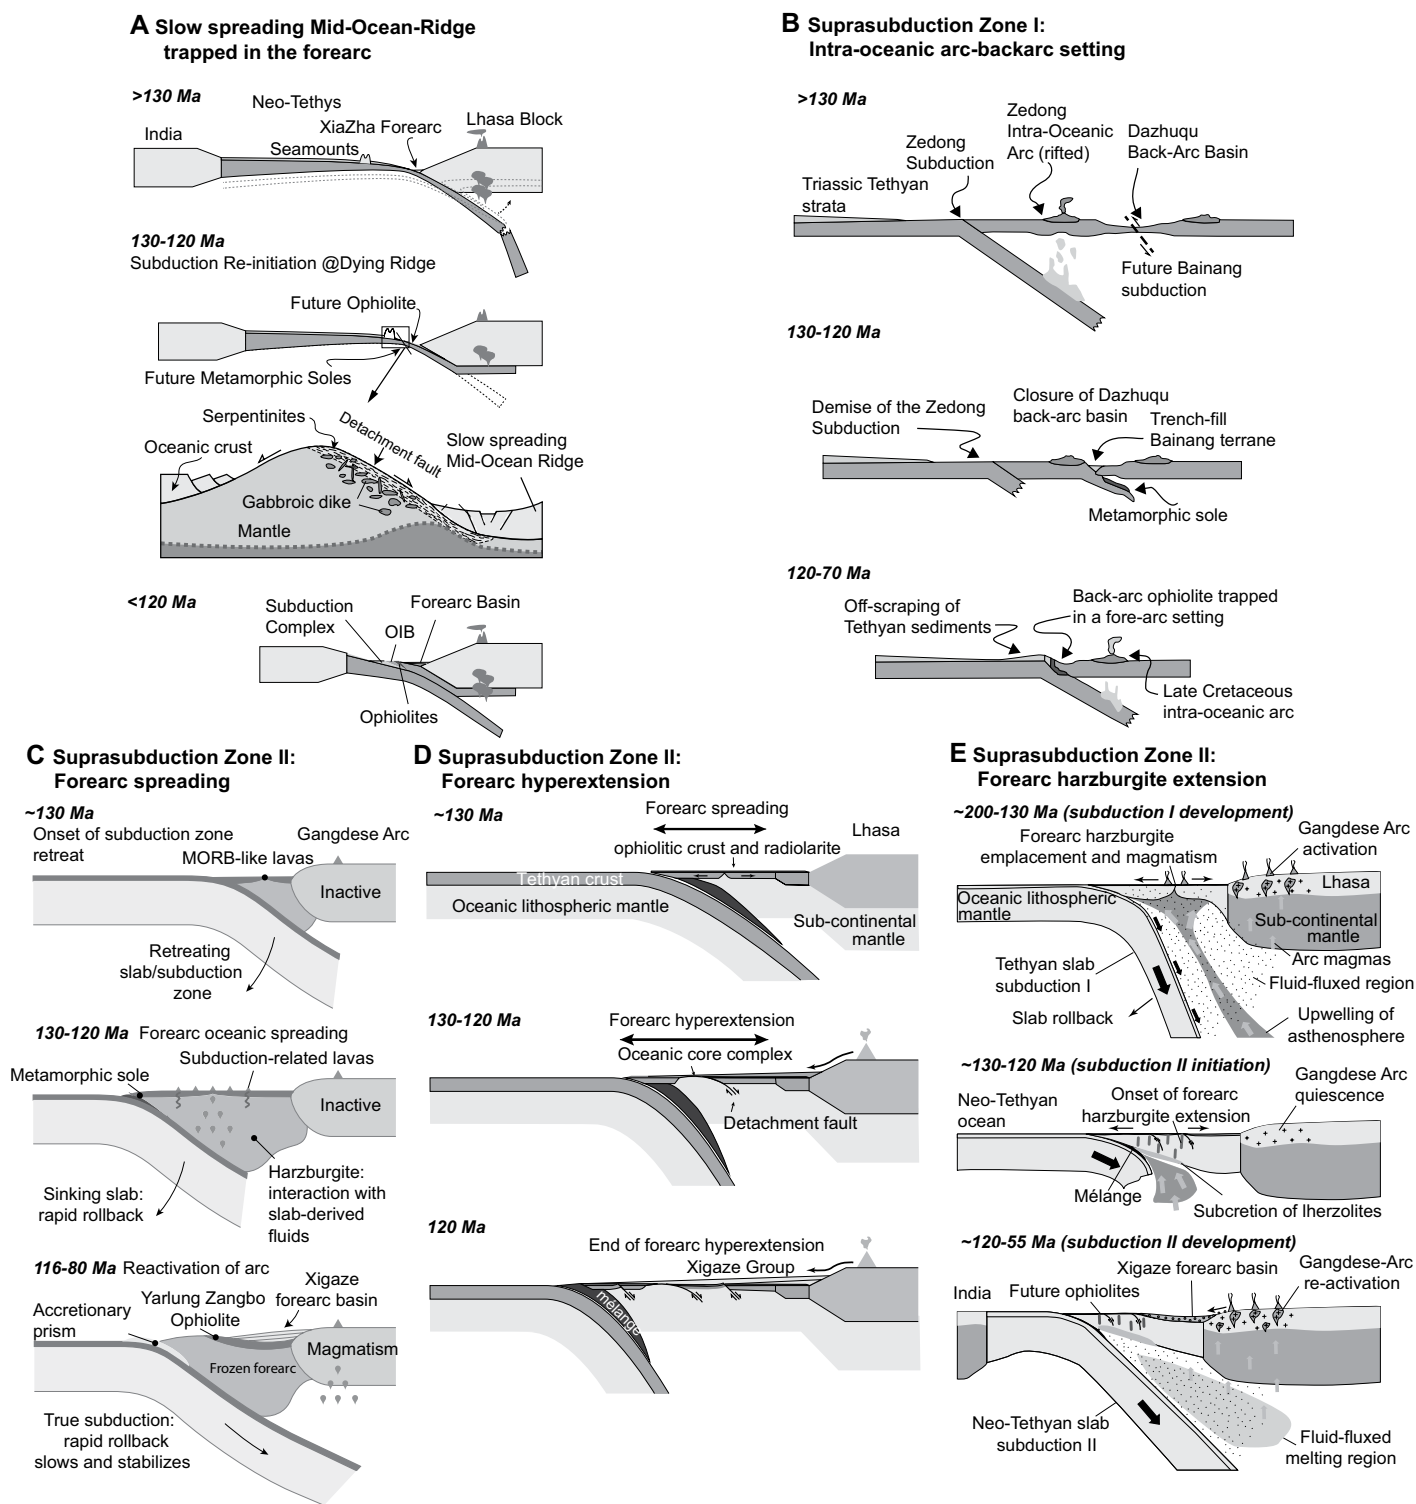 A Slow spreading Mid-Ocean-Ridge
trapped in the forearc
>130 Ma
Neo-Tethys
India
XiaZha Forearc
Lhasa Block
Seamounts
130-120 Ma
Subduction Re-initiation @Dying Ridge
Future Ophiolite
Future Metamorphic Soles
Serpentinites
Detachment fault
Oceanic crust
Slow spreading
Mid-Ocean Ridge
Gabbroic dike
Mantle
<120 Ma
Subduction
Complex
Forearc Basin
OIB
Ophiolites
B Suprasubduction Zone I:
Intra-oceanic arc-backarc setting
>130 Ma
Zedong
Intra-Oceanic
Arc (rifted)
Dazhuqu
Back-Arc Basin
Zedong
Subduction
Triassic Tethyan
strata
Future Bainang
subduction
130-120 Ma
Demise of the Zedong
Subduction
Closure of Dazhuqu
back-arc basin
Trench-fill
Bainang terrane
Metamorphic sole
120-70 Ma
Off-scraping of
Tethyan sediments
Back-arc ophiolite trapped
in a fore-arc setting
Late Cretaceous
intra-oceanic arc
C Suprasubduction Zone II:
Forearc spreading
~130 Ma
Onset of subduction zone
retreat
Gangdese Arc
MORB-like lavas
Inactive
Retreating
slab/subduction
zone
130-120 Ma Forearc oceanic spreading
Subduction-related lavas
Metamorphic sole
Inactive
Sinking slab:
rapid rollback
Harzburgite:
interaction with
slab-derived
fluids
116-80 Ma Reactivation of arc
Accretionary
prism
Yarlung Zangbo
Ophiolite
Xigaze
forearc basin
Magmatism
Frozen forearc
True subduction:
rapid rollback
slows and stabilizes
D Suprasubduction Zone II:
Forearc hyperextension
~130 Ma
Forearc spreading
Lhasa
ophiolitic crust and radiolarite
Tethyan crust
Oceanic lithospheric mantle
Sub-continental
mantle
130-120 Ma
Forearc hyperextension
Oceanic core complex
Detachment fault
120 Ma
End of forearc hyperextension
Xigaze Group
mélange
E Suprasubduction Zone II:
Forearc harzburgite extension
~200-130 Ma (subduction I development)
Forearc harzburgite
emplacement and magmatism
Gangdese Arc
activation
Lhasa
Oceanic lithospheric
mantle
Sub-continental
mantle
Arc magmas
Tethyan slab
subduction I
Fluid-fluxed region
Slab rollback
Upwelling of
asthenosphere
~130-120 Ma (subduction II initiation)
Neo-Tethyan
ocean
Onset of forearc
harzburgite extension
Gangdese Arc
quiescence
Mélange
Subcretion of lherzolites
~120-55 Ma (subduction II development)
Xigaze forearc basin
Gangdese-Arc
re-activation
India
Future ophiolites
Neo-Tethyan slab
subduction II
Fluid-fluxed
melting region